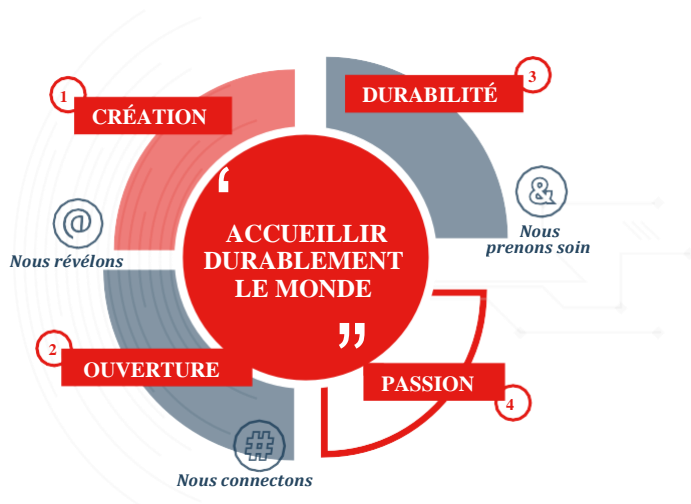 1
CRÉATION
3
DURABILITÉ
@
Nous révélons
&
Nous
prenons soin
‘
ACCUEILLIR
DURABLEMENT
LE MONDE
”
2
OUVERTURE
PASSION
4
#
Nous connectons